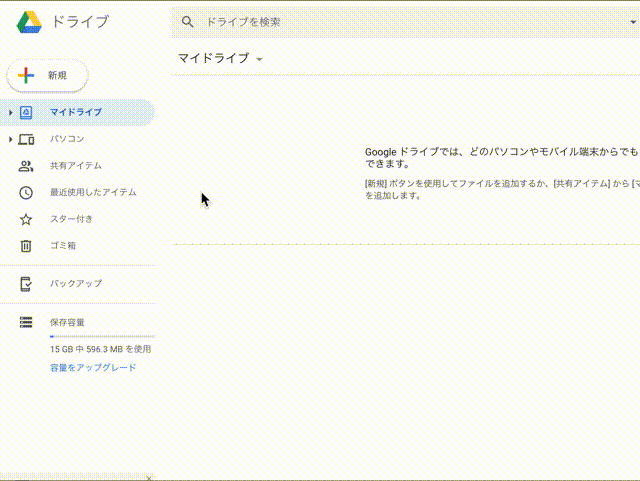 ドライブ
ドライブを検索
新規
マイドライブ
マイドライブ
パソコン
共有アイテム
最近使用したアイテム
スター付き
ゴミ箱
バックアップ
保存容量
15 GB 中 596.3 MB を使用
容量をアップグレード
Google ドライブでは、どのパソコンやモバイル端末からでも
できます。
[新規] ボタンを使用してファイルを追加するか、[共有アイテム] から [マ
を追加します。